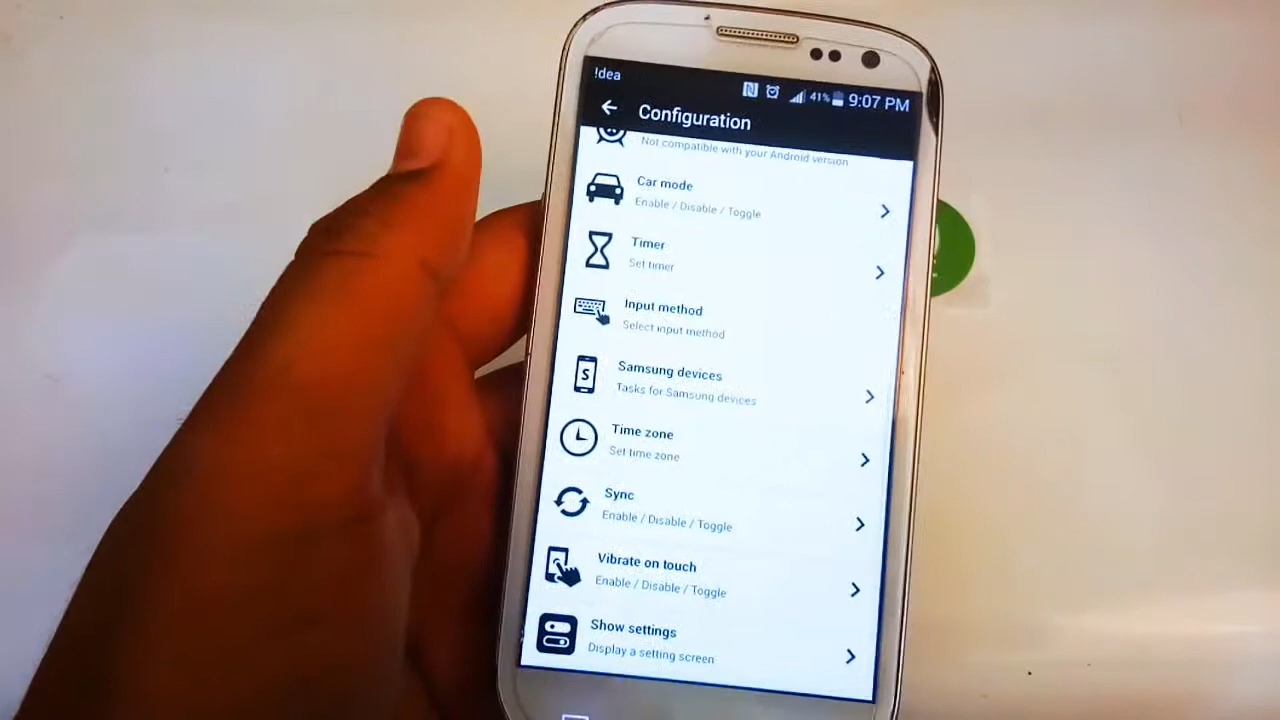 !dea
41% 9:07 PM
Configuration
Not compatible with your Android version
Car mode
Enable / Disable / Toggle
Timer
Set timer
Input method
Select input method
Samsung devices
Tasks for Samsung devices
Time zone
Set time zone
Sync
Enable / Disable / Toggle
Vibrate on touch
Enable / Disable / Toggle
Show settings
Display a setting screen